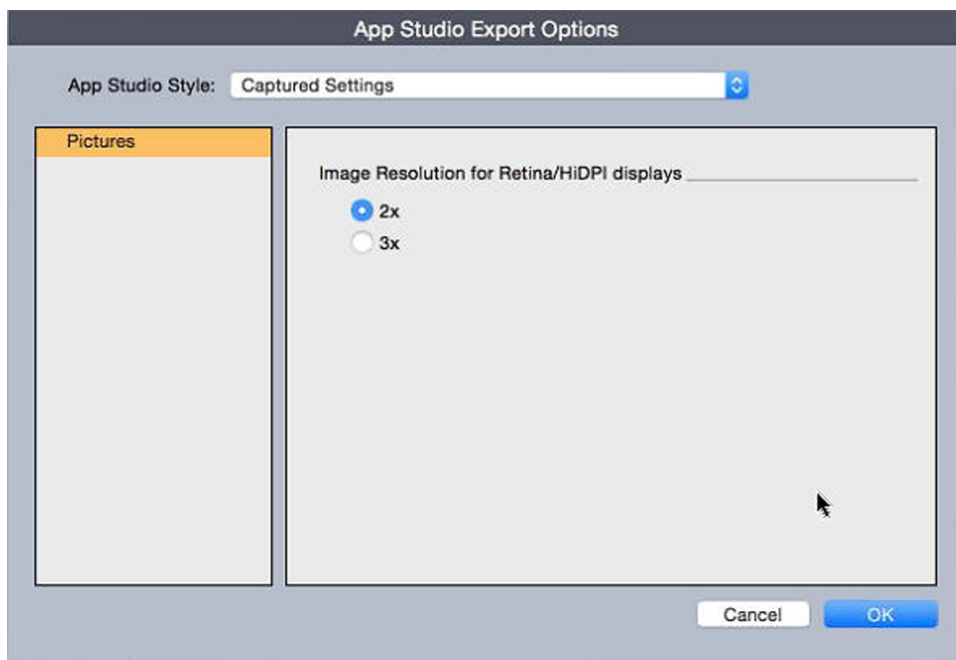 App Studio Export Options
App Studio Style: Captured Settings
Pictures
Image Resolution for Retina/HiDPI displays
2x
3x
Cancel OK